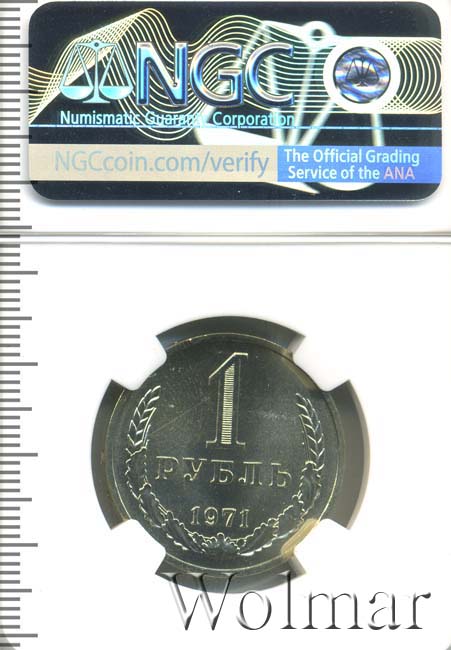 NGC
Numismatic Guaranty Corporation
NGCcoin.com/verify
The Official Grading
Service of the ANA
1
РУБЛЬ
1971
Wolmar